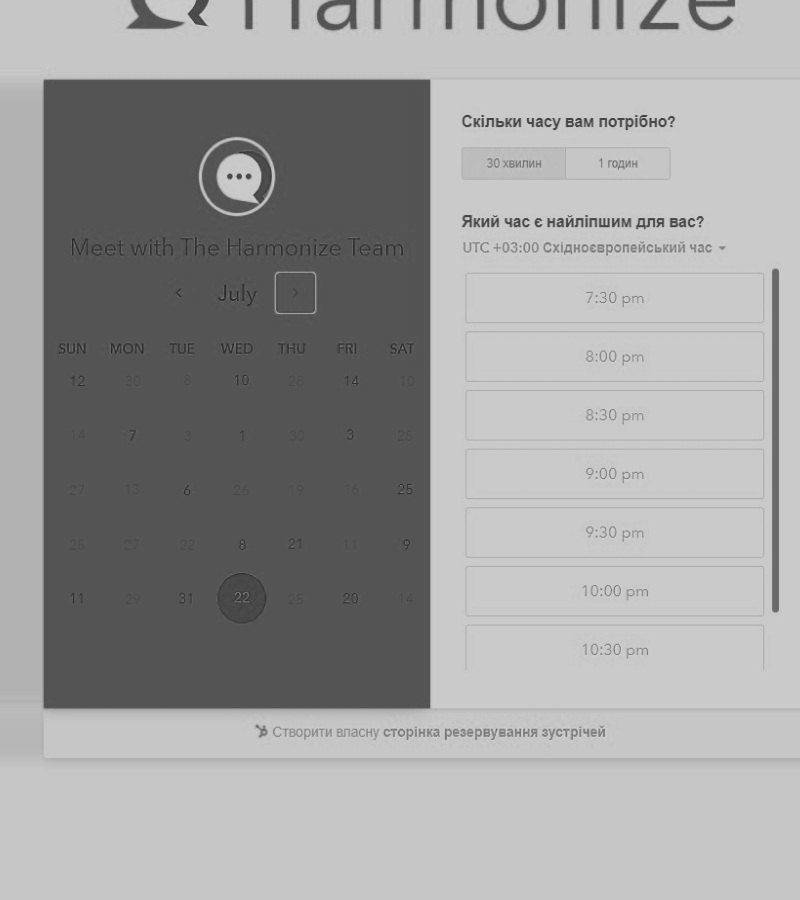 Harmonize
Meet with The Harmonize Team
July
SUN MON TUE WED THU FRI SAT
12 30 8 10 28 14 10
14 7 3 1 30 3 25
27 13 6 26 19 16 25
25 27 22 8 21 11 9
11 29 31 22 25 20 14
Скільки часу вам потрібно?
30 хвилин 1 годин
Який час є найліпшим для вас?
UTC +03:00 Східноєвропейський час
7:30 pm
8:00 pm
8:30 pm
9:00 pm
9:30 pm
10:00 pm
10:30 pm
Створити власну сторінка резервування зустрічей